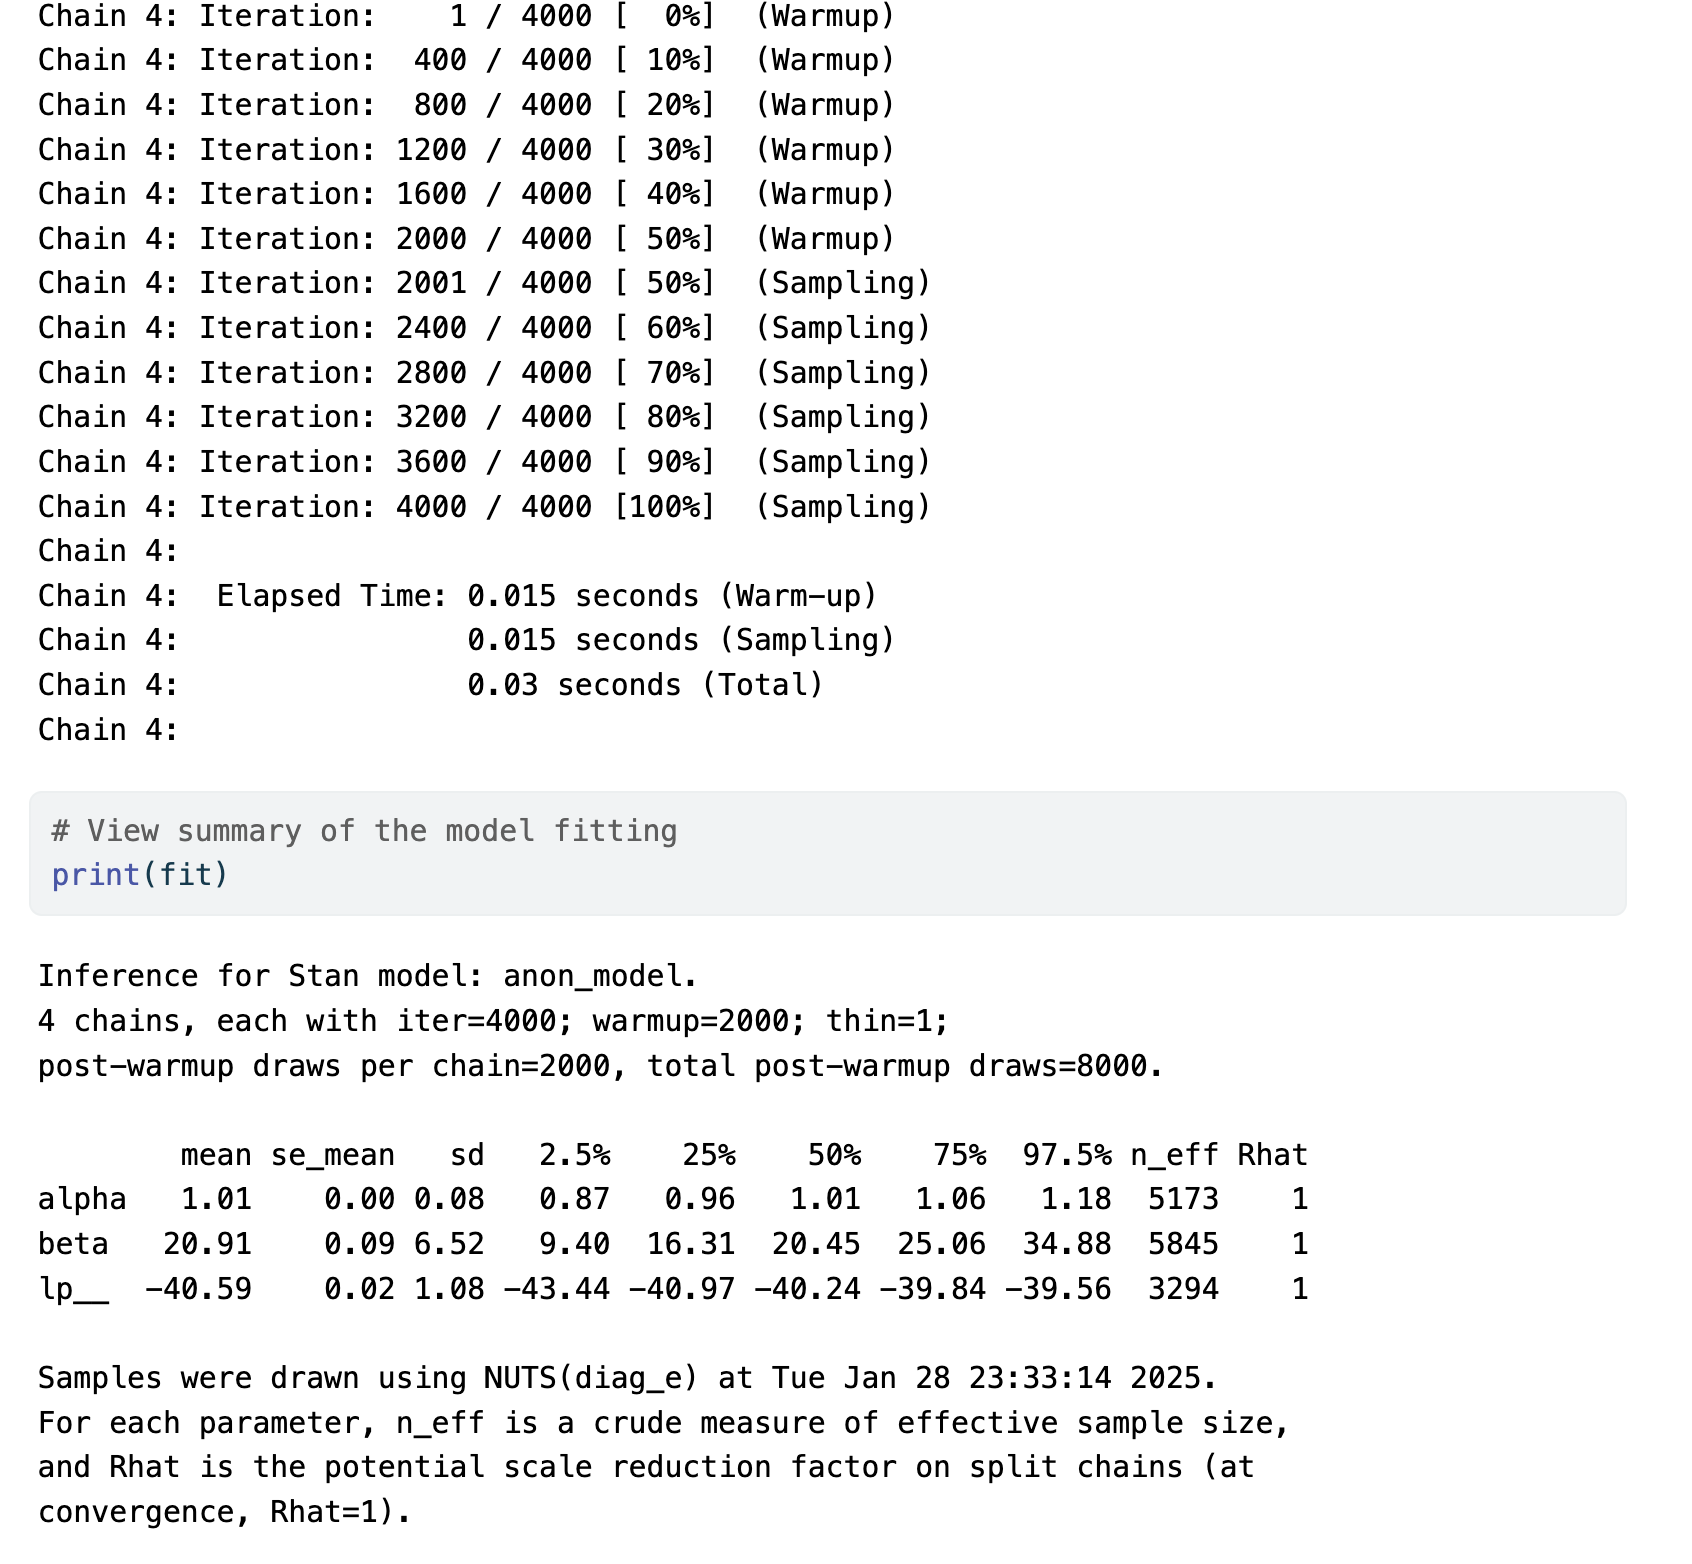 Chain 4: Iteration:    1 / 4000 [  0%]  (Warmup)
Chain 4: Iteration:  400 / 4000 [ 10%]  (Warmup)
Chain 4: Iteration:  800 / 4000 [ 20%]  (Warmup)
Chain 4: Iteration: 1200 / 4000 [ 30%]  (Warmup)
Chain 4: Iteration: 1600 / 4000 [ 40%]  (Warmup)
Chain 4: Iteration: 2000 / 4000 [ 50%]  (Warmup)
Chain 4: Iteration: 2001 / 4000 [ 50%]  (Sampling)
Chain 4: Iteration: 2400 / 4000 [ 60%]  (Sampling)
Chain 4: Iteration: 2800 / 4000 [ 70%]  (Sampling)
Chain 4: Iteration: 3200 / 4000 [ 80%]  (Sampling)
Chain 4: Iteration: 3600 / 4000 [ 90%]  (Sampling)
Chain 4: Iteration: 4000 / 4000 [100%]  (Sampling)
Chain 4:
Chain 4:  Elapsed Time: 0.015 seconds (Warm-up)
Chain 4:                0.015 seconds (Sampling)
Chain 4:                0.03 seconds (Total)
Chain 4:
# View summary of the model fitting
print(fit)
Inference for Stan model: anon_model.
4 chains, each with iter=4000; warmup=2000; thin=1;
post-warmup draws per chain=2000, total post-warmup draws=8000.
        mean se_mean   sd   2.5%    25%    50%    75%  97.5% n_eff Rhat
alpha   1.01    0.00 0.08   0.87   0.96   1.01   1.06   1.18  5173    1
beta   20.91    0.09 6.52   9.40  16.31  20.45  25.06  34.88  5845    1
lp__  -40.59    0.02 1.08 -43.44 -40.97 -40.24 -39.84 -39.56  3294    1
Samples were drawn using NUTS(diag_e) at Tue Jan 28 23:33:14 2025.
For each parameter, n_eff is a crude measure of effective sample size,
and Rhat is the potential scale reduction factor on split chains (at
convergence, Rhat=1).